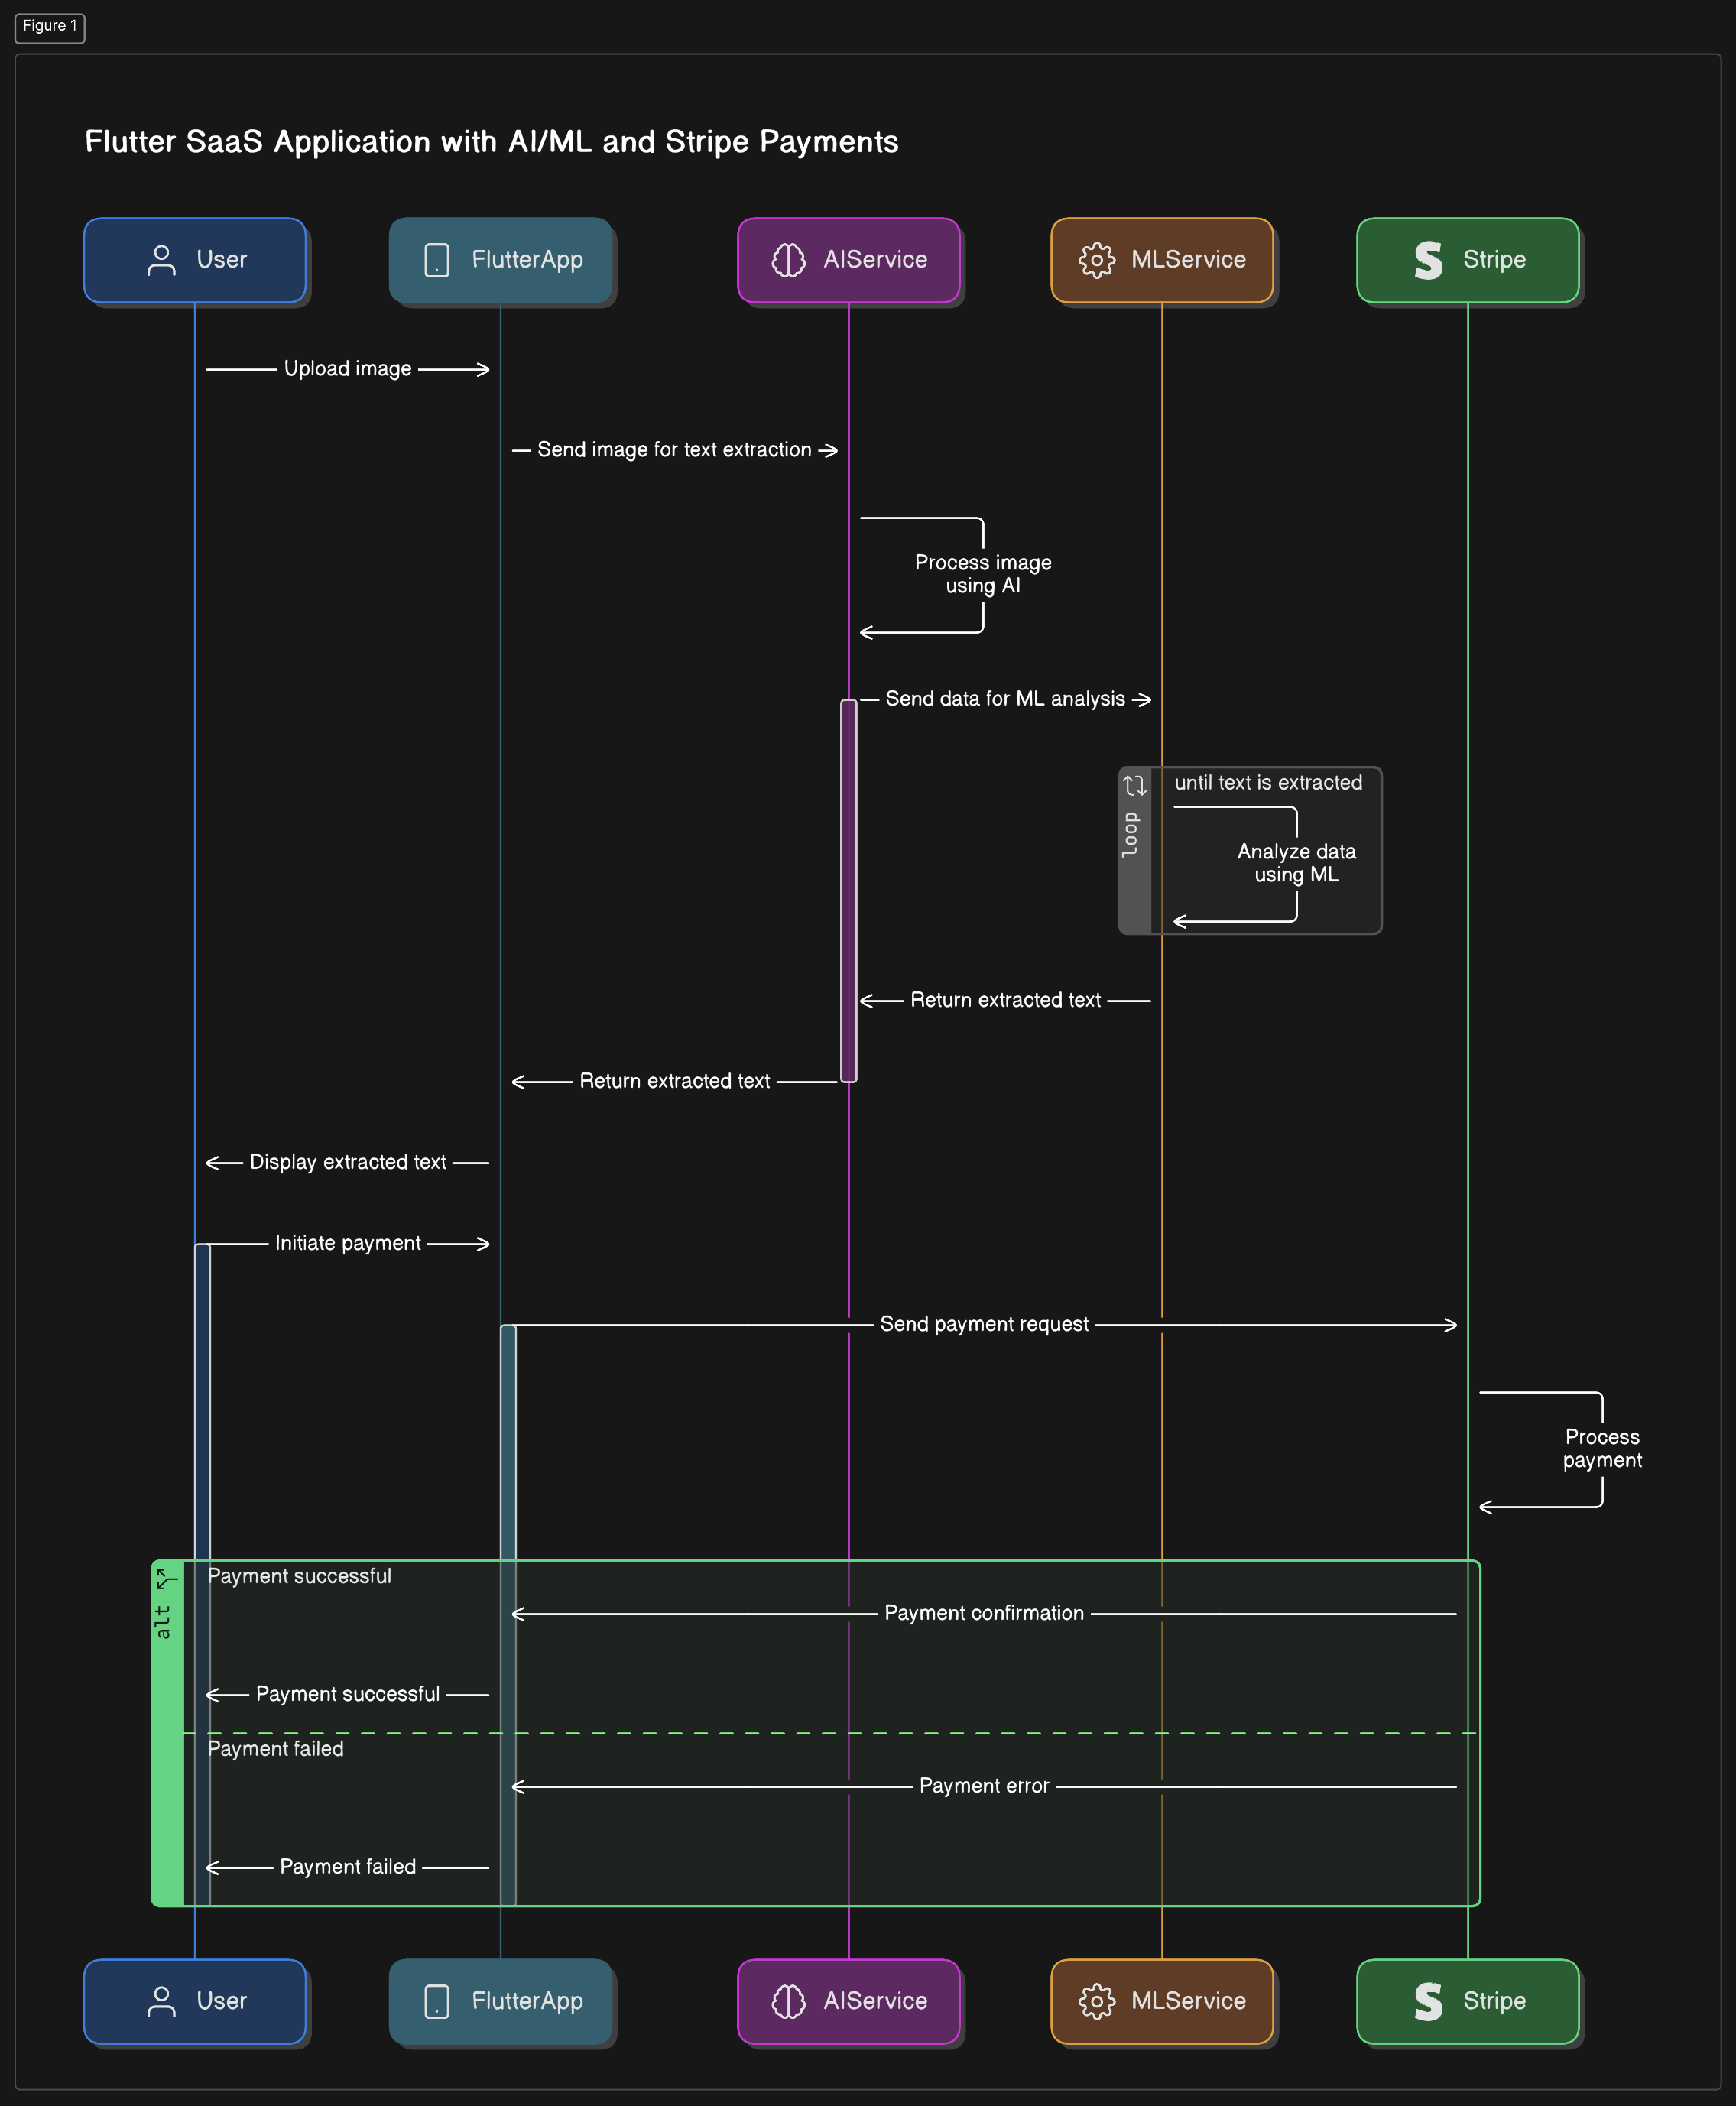 Figure 1
Flutter SaaS Application with AI/ML and Stripe Payments
User
FlutterApp
AIService
MLService
Stripe
Upload image
Send image for text extraction
Process image
using AI
Send data for ML analysis
loop
until text is extracted
Analyze data
using ML
Return extracted text
Return extracted text
Display extracted text
Initiate payment
Send payment request
Process
payment
alt
Payment successful
Payment confirmation
Payment successful
Payment failed
Payment error
Payment failed
User
FlutterApp
AIService
MLService
Stripe